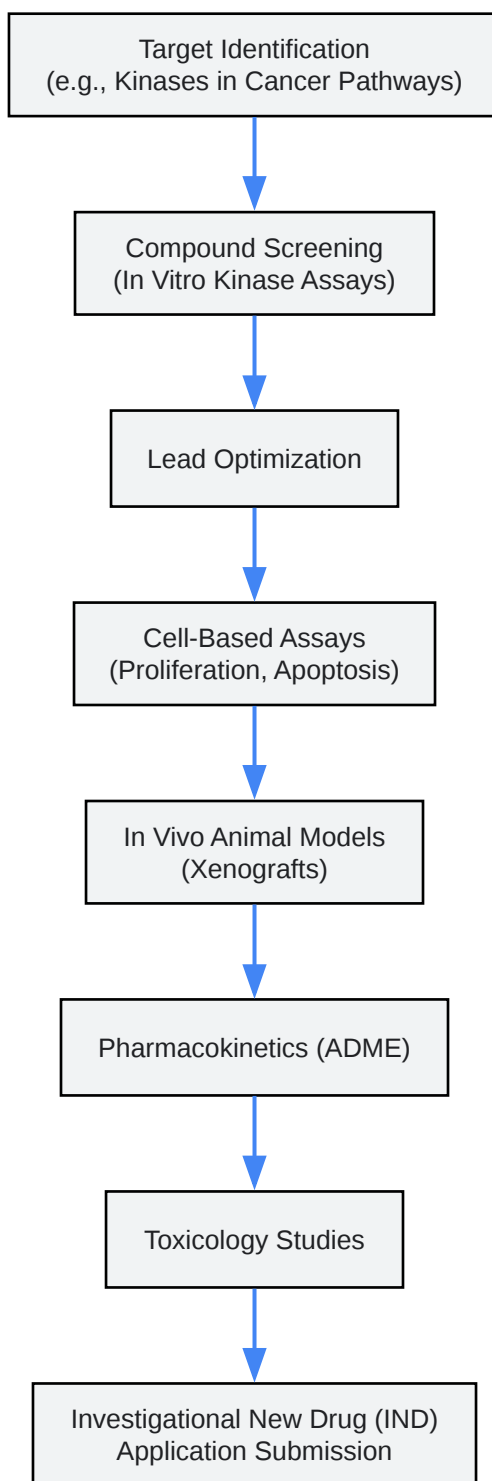 Target Identification
(e.g., Kinases in Cancer Pathways)
Compound Screening
(In Vitro Kinase Assays)
Lead Optimization
Cell-Based Assays
(Proliferation, Apoptosis)
In Vivo Animal Models
(Xenografts)
Pharmacokinetics (ADME)
Toxicology Studies
Investigational New Drug (IND)
Application Submission